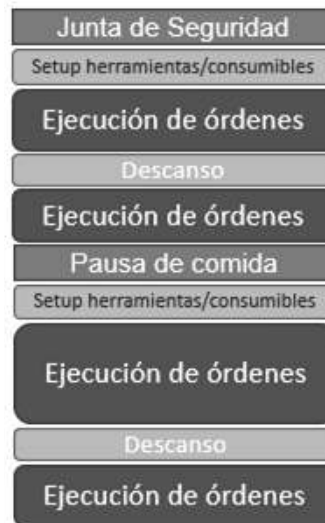 Junta de Seguridad
Setup herramientas/consumibles
Ejecución de órdenes
Descanso
Ejecución de órdenes
Pausa de comida
Setup herramientas/consumibles
Ejecución de órdenes
Descanso
Ejecución de órdenes